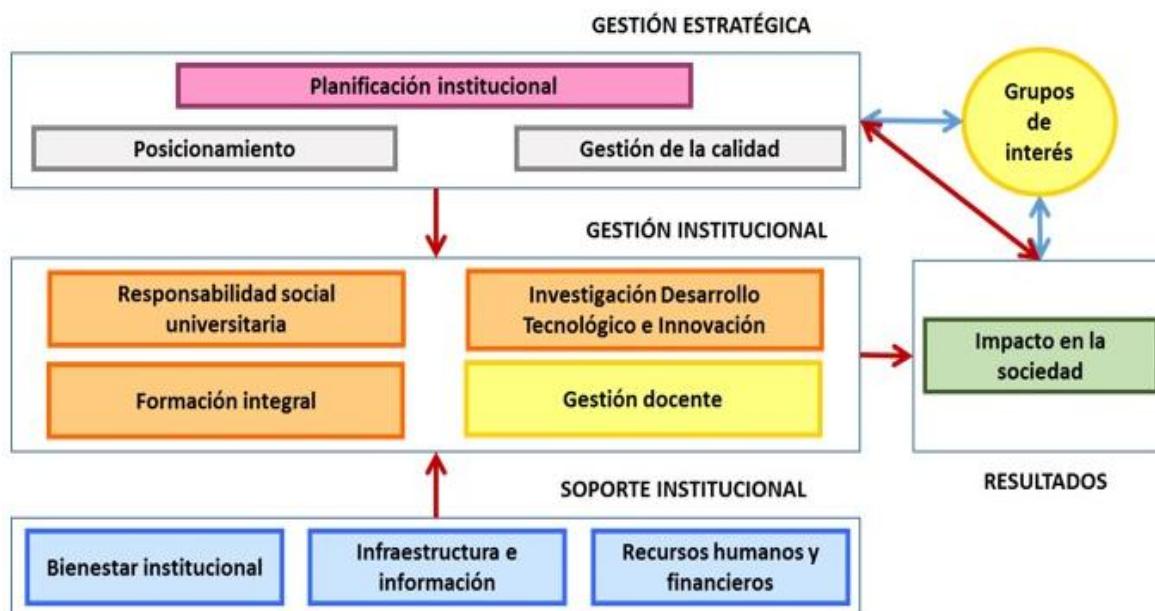 GESTIÓN ESTRATÉGICA
Planificación institucional
Posicionamiento
Gestión de la calidad
Grupos
de
interés
GESTIÓN INSTITUCIONAL
Responsabilidad social
universitaria
Investigación Desarrollo
Tecnológico e Innovación
Formación integral
Gestión docente
Impacto en la
sociedad
RESULTADOS
SOPORTE INSTITUCIONAL
Bienestar institucional
Infraestructura e
información
Recursos humanos y
financieros